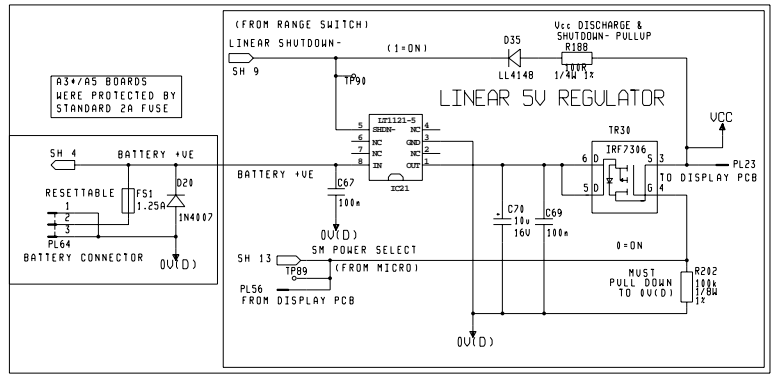 (FROM RANGE SWITCH)
LINEAR SHUTDOWN-
(1=ON)
SH 9
TP90
D35
LL4148
Vcc DISCHARGE &
SHUTDOWN- PULLUP
R188
100R
1/4W 1%
A3*/A5 BOARDS
WERE PROTECTED BY
STANDARD 2A FUSE
LINEAR 5V REGULATOR
VCC
LT1121-5
5 SHDN- NC 4
6 NC GND 3
7 NC NC 2
8 IN OUT 1
IC21
TR30
IRF7306
6 D S 3
5 D G 4
PL23
TO DISPLAY PCB
SH 4
BATTERY +VE
BATTERY +VE
RESETTABLE
FS1
1.25A
D20
1N4007
1
2
3
PL64
BATTERY CONNECTOR
0V(D)
C67
100n
0V(D)
+
C70
10u
16V
C69
100n
SH 13
SM POWER SELECT
(FROM MICRO)
0=ON
TP89
PL56
FROM DISPLAY PCB
MUST
PULL DOWN
TO 0V(D)
R202
100k
1/8W
1%
0V(D)